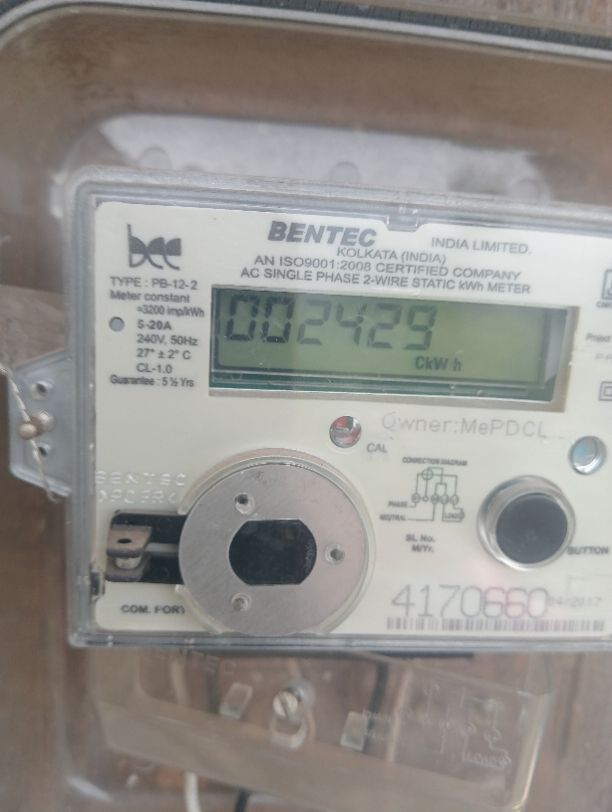 bee
BENTEC
INDIA LIMITED.
KOLKATA (INDIA)
AN ISO9001:2008 CERTIFIED COMPANY
AC SINGLE PHASE 2-WIRE STATIC kWh METER
TYPE : PB-12-2
Meter constant
=3200 imp/kWh
5-20A
240V, 50Hz
27° ± 2° C
CL-1.0
Guarantee : 5 ½ Yrs
002429
CkWh
Project
Owner:MePDCL
CAL
CONNECTION DIAGRAM
PHASE
NEUTRAL
LOAD
BENTEC
SL No.
M/Yr.
BUTTON
COM. PORT
4170660
04/2017
BENTEC